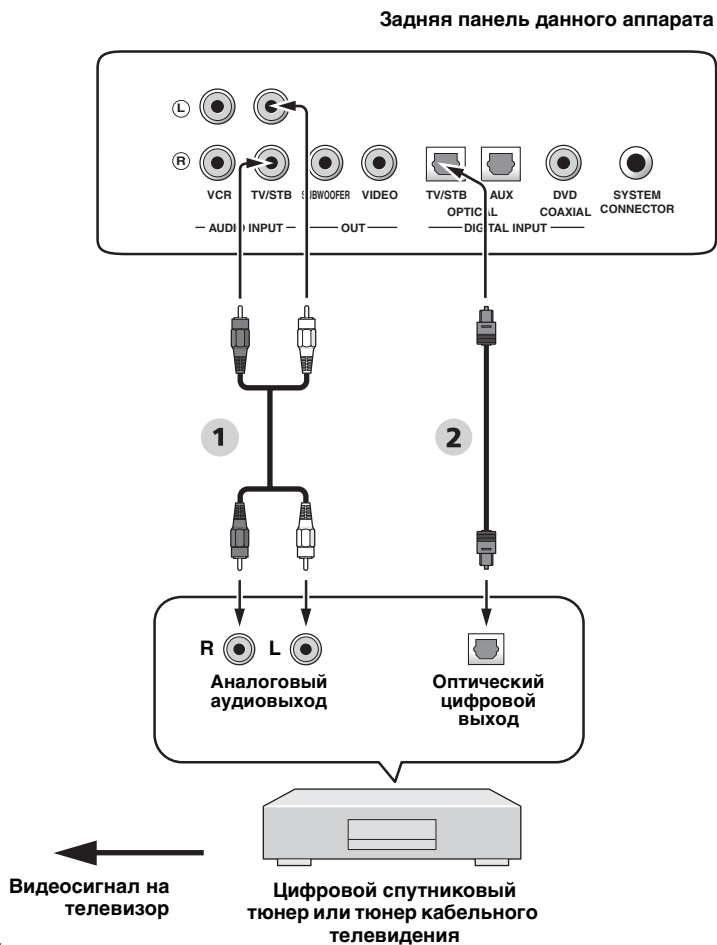 Задняя панель данного аппарата
L
R
VCR TV/STB SUBWOOFER VIDEO TV/STB AUX DVD SYSTEM
OPTICAL COAXIAL CONNECTOR
AUDIO INPUT OUT DIGITAL INPUT
1 2
R L
Аналоговый
аудиовыход
Оптический
цифровой
выход
Видеосигнал на
телевизор
Цифровой спутниковый
тюнер или тюнер кабельного
телевидения